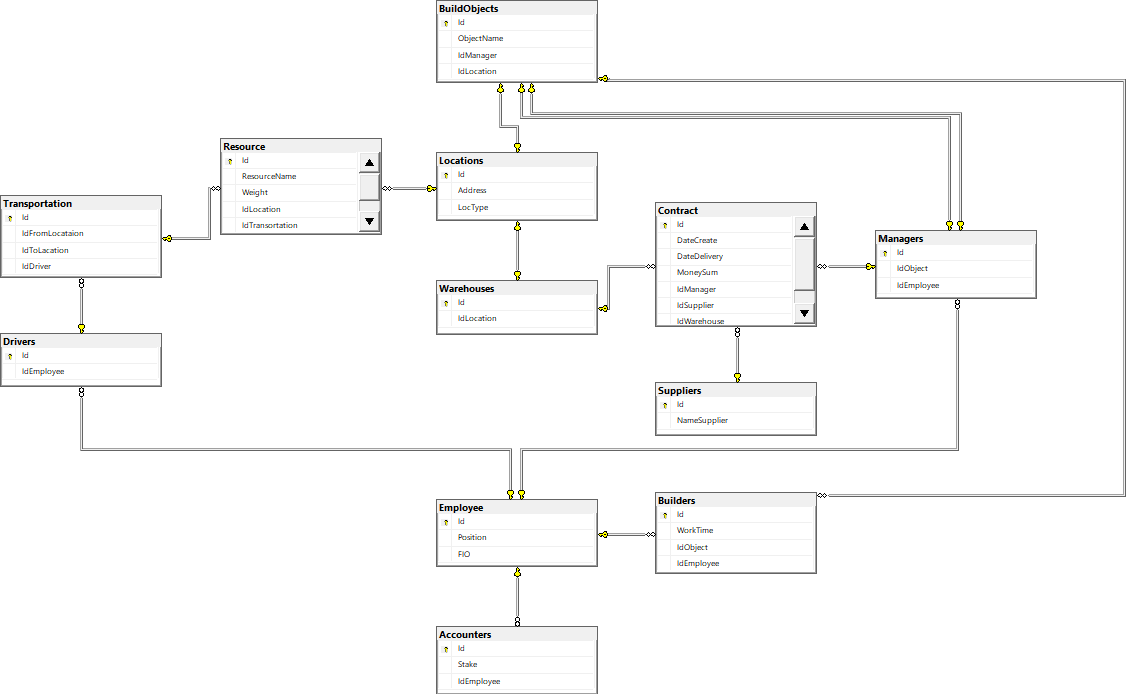 BuildObjects
Id
ObjectName
IdManager
IdLocation
Resource
Id
ResourceName
Weight
IdLocation
IdTransortation
Locations
Id
Address
LocType
Transportation
Id
IdFromLocataion
IdToLacation
IdDriver
Contract
Id
DateCreate
DateDelivery
MoneySum
IdManager
IdSupplier
IdWarehouse
Managers
Id
IdObject
IdEmployee
Warehouses
Id
IdLocation
Drivers
Id
IdEmployee
Suppliers
Id
NameSupplier
Employee
Id
Position
FIO
Builders
Id
WorkTime
IdObject
IdEmployee
Accounters
Id
Stake
IdEmployee